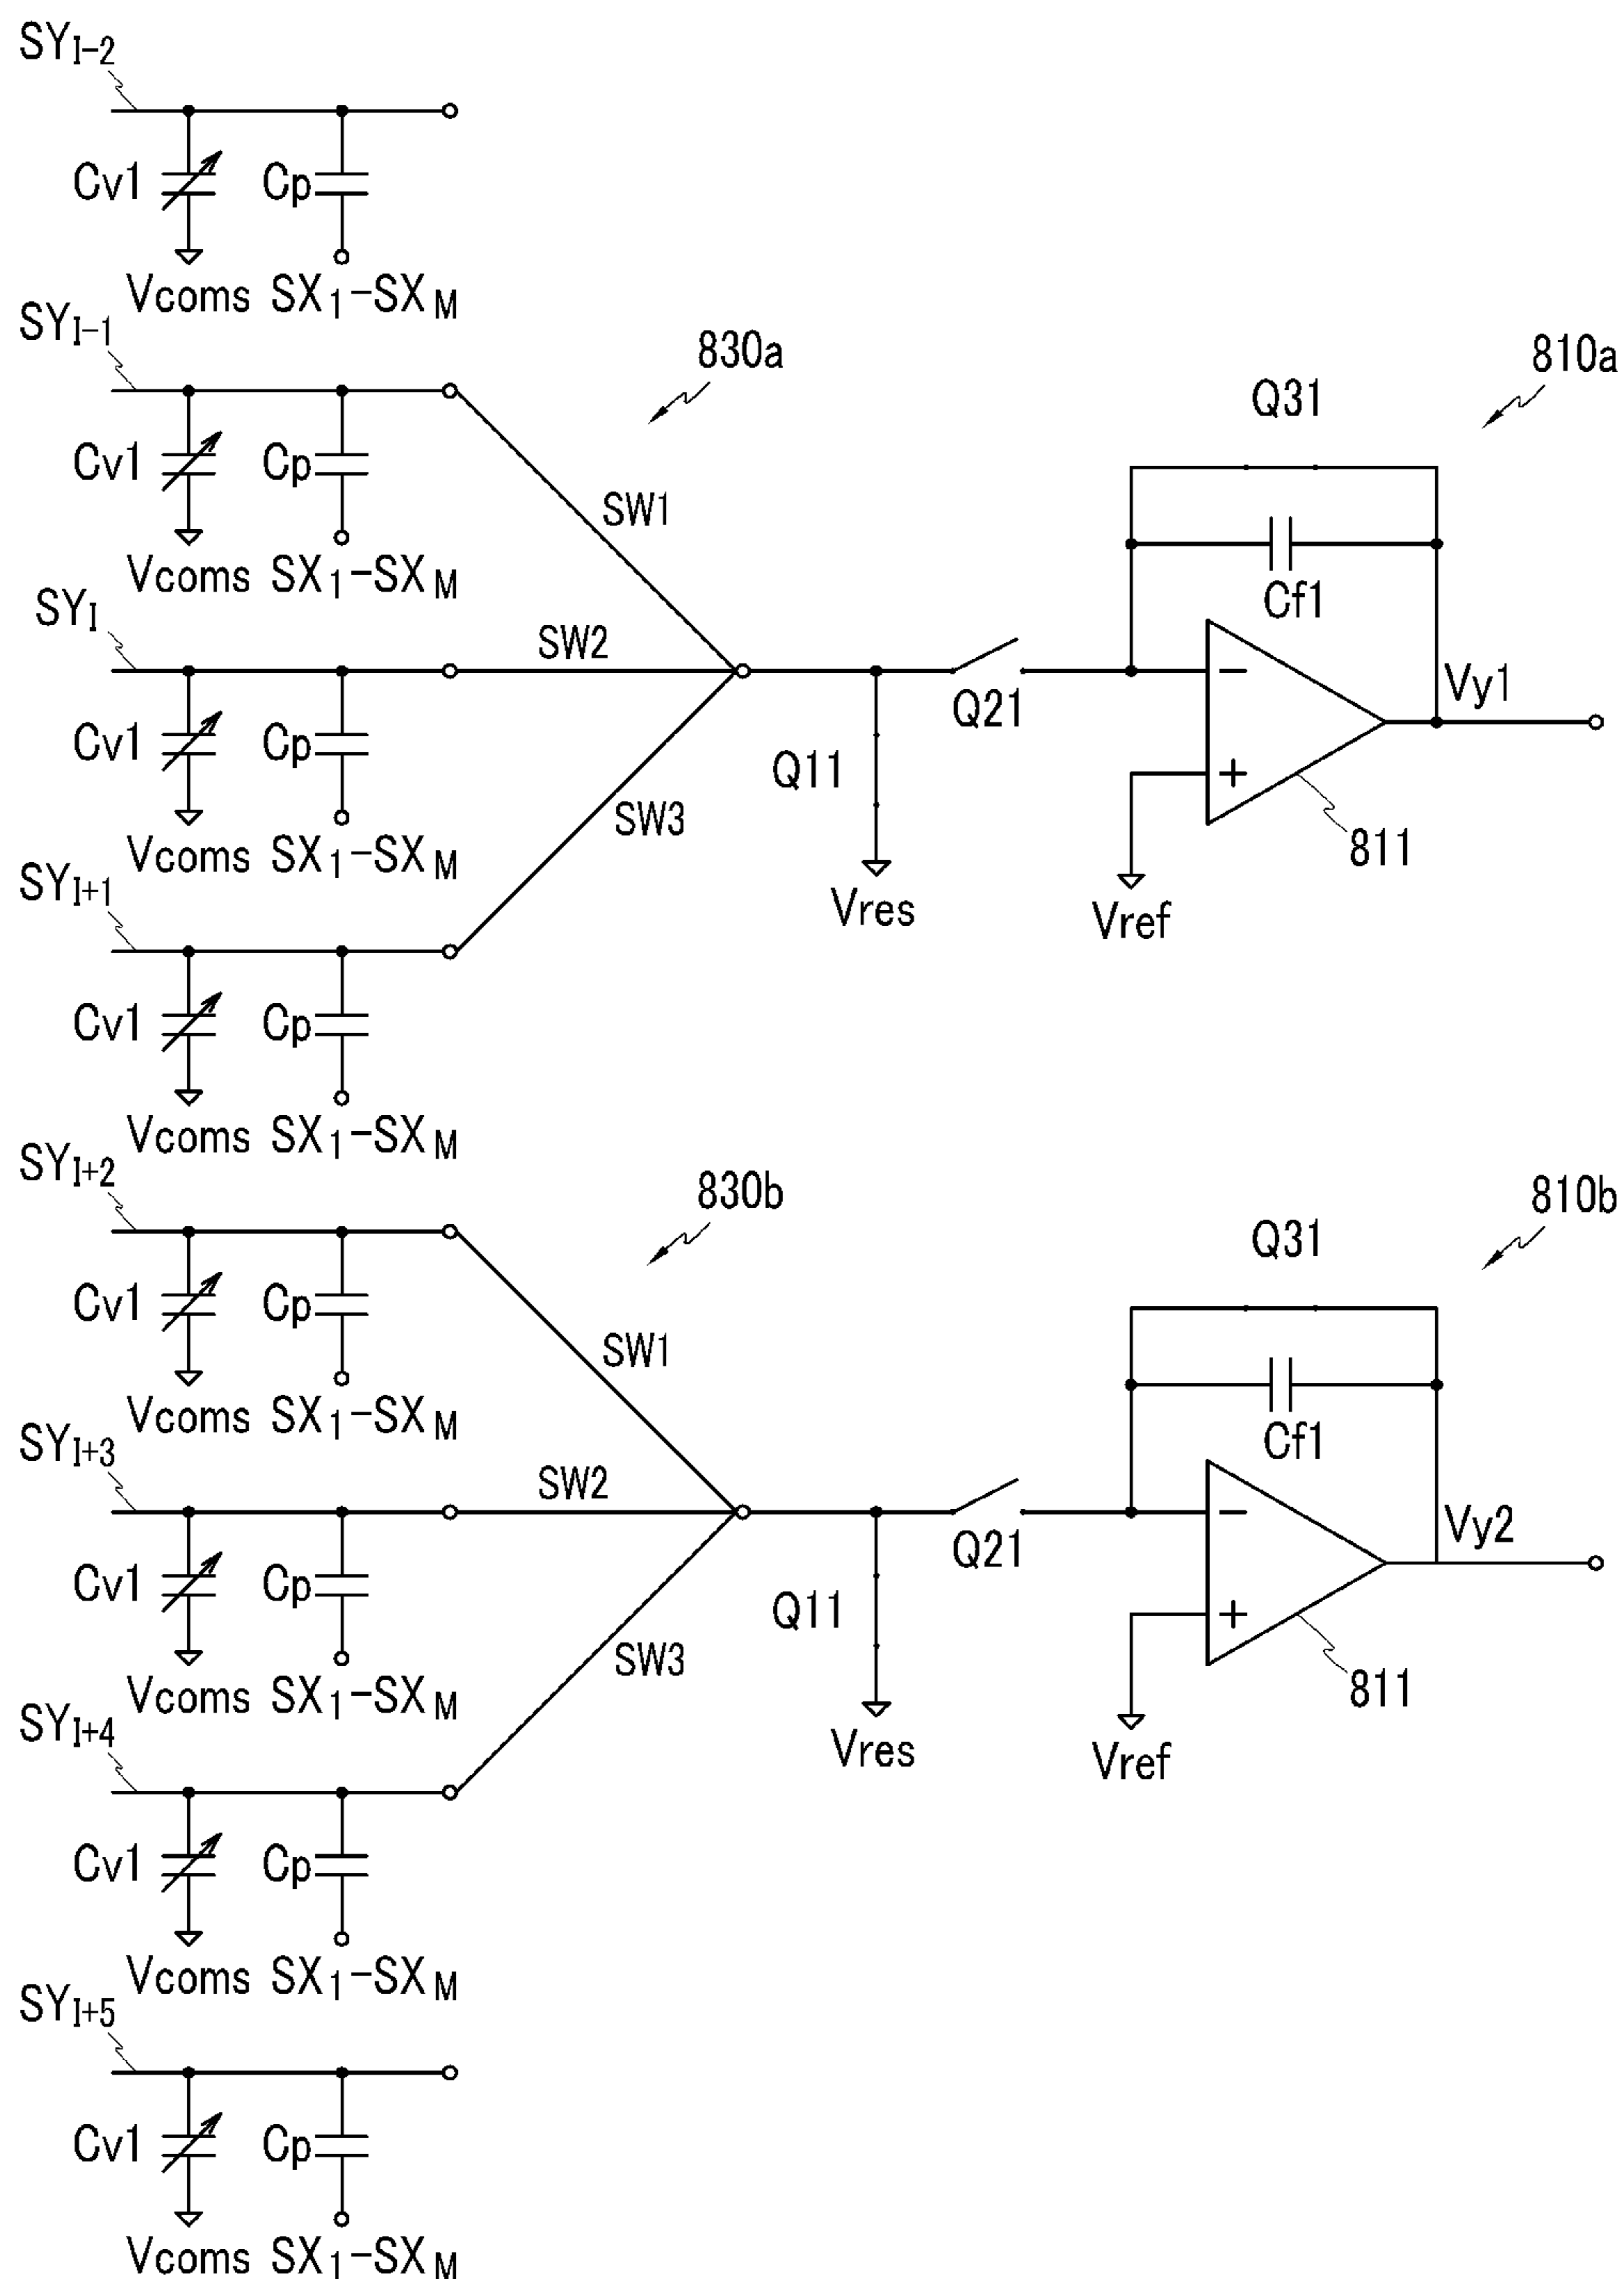 SYI-2
Cv1 Cp
Vcoms SX1-SXM
SYI-1
830a
810a
Q31
Cv1 Cp
SW1
Vcoms SX1-SXM
Cf1
SYI
SW2
Q21
Vy1
Cv1 Cp
Q11
−
+
SW3
811
Vcoms SX1-SXM
Vres
Vref
SYI+1
Cv1 Cp
Vcoms SX1-SXM
SYI+2
830b
810b
Q31
Cv1 Cp
SW1
Vcoms SX1-SXM
Cf1
SYI+3
SW2
Q21
Vy2
Cv1 Cp
Q11
−
+
SW3
811
Vcoms SX1-SXM
Vres
Vref
SYI+4
Cv1 Cp
Vcoms SX1-SXM
SYI+5
Cv1 Cp
Vcoms SX1-SXM